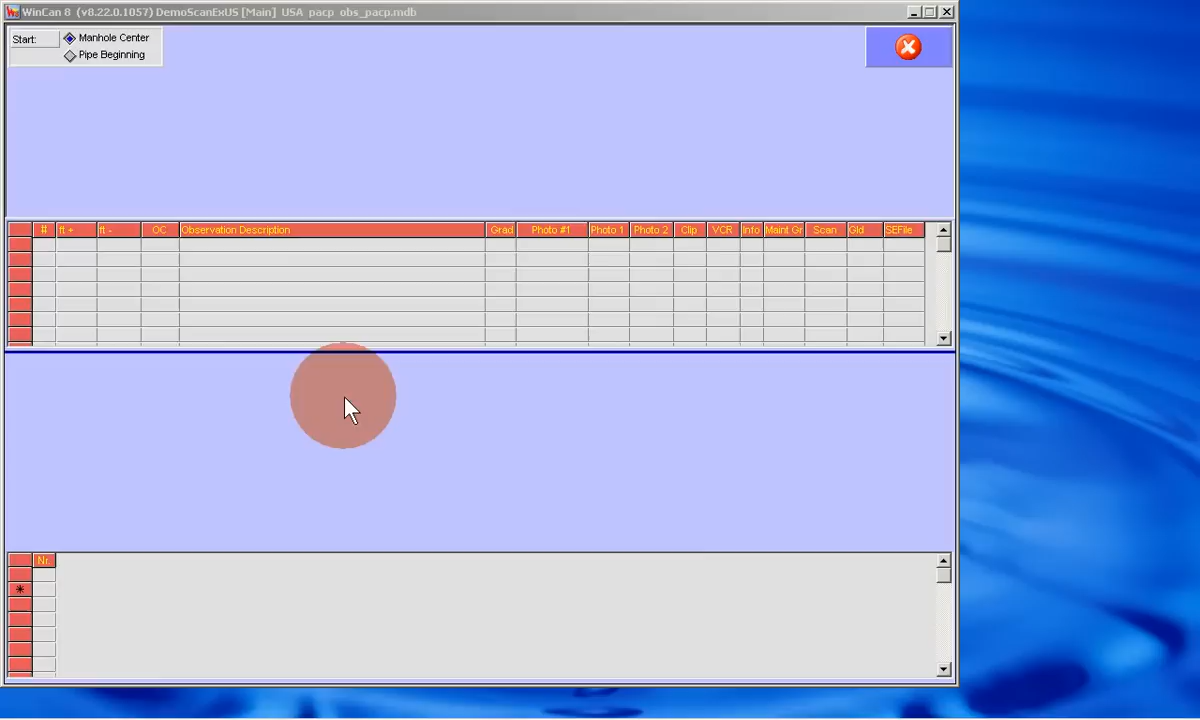 WinCan 8 (v8.22.0.1057) DemoScanExUS [Main] USA pacp obs_pacp.mdb
Start: Manhole Center
Pipe Beginning
# ft + ft - OC Observation Description Grad Photo #1 Photo 1 Photo 2 Clip VCR Info Maint Gr Scan GId SEFile
Nr.